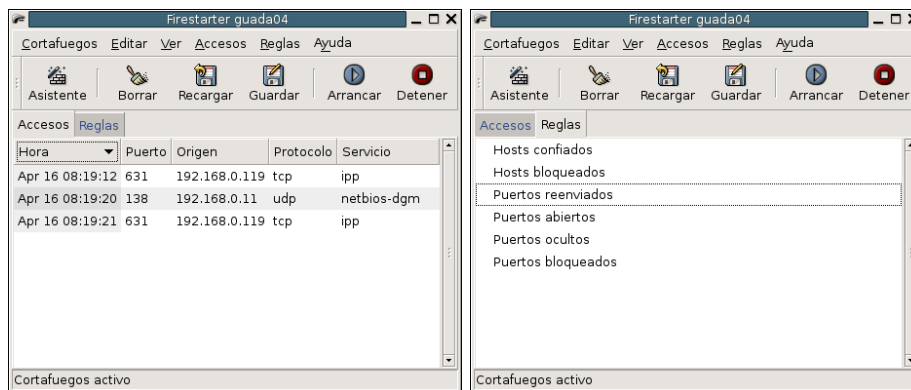 Firestarter guada04
Cortafuegos Editar Ver Accesos Reglas Ayuda
Asistente Borrar Recargar Guardar Arrancar Detener
Accesos Reglas
Hora Puerto Origen Protocolo Servicio
Apr 16 08:19:12 631 192.168.0.119 tcp ipp
Apr 16 08:19:20 138 192.168.0.11 udp netbios-dgm
Apr 16 08:19:21 631 192.168.0.119 tcp ipp
Cortafuegos activo
Firestarter guada04
Cortafuegos Editar Ver Accesos Reglas Ayuda
Asistente Borrar Recargar Guardar Arrancar Detener
Accesos Reglas
Hosts confiados
Hosts bloqueados
Puertos reenviados
Puertos abiertos
Puertos ocultos
Puertos bloqueados
Cortafuegos activo